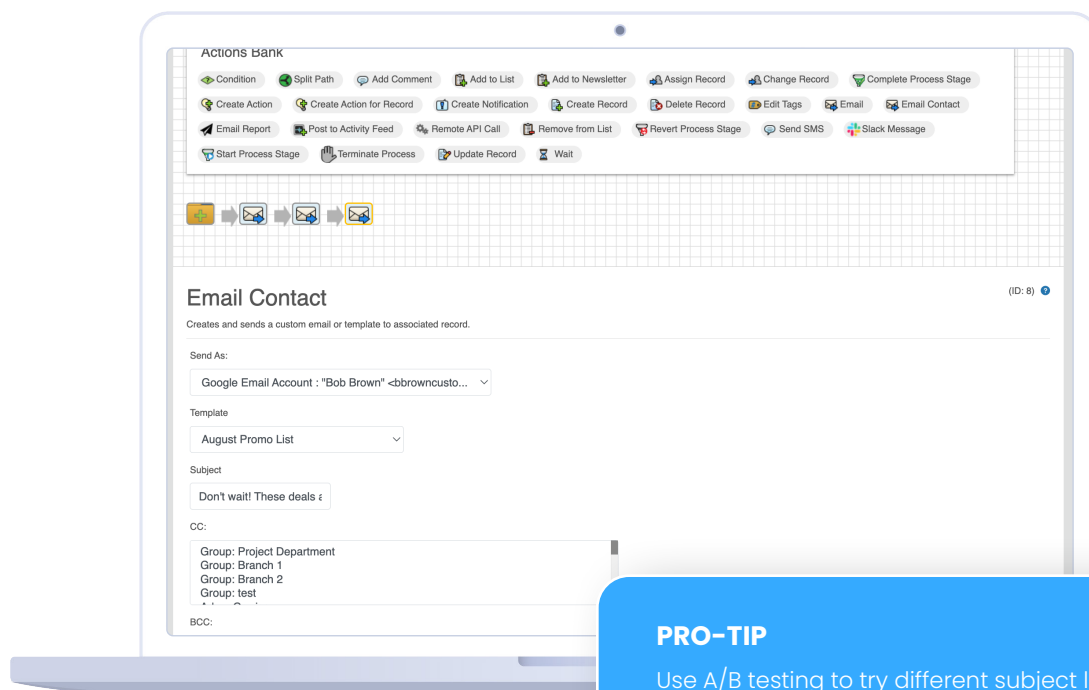 Actions Bank
Condition Split Path Add Comment Add to List Add to Newsletter Assign Record Change Record Complete Process Stage
Create Action Create Action for Record Create Notification Create Record Delete Record Edit Tags Email Email Contact
Email Report Post to Activity Feed Remote API Call Remove from List Revert Process Stage Send SMS Slack Message
Start Process Stage Terminate Process Update Record Wait
Email Contact
(ID: 8)
Creates and sends a custom email or template to associated record.
Send As:
Google Email Account : "Bob Brown" <bbrowncusto...
Template
August Promo List
Subject
Don't wait! These deals
CC:
Group: Project Department
Group: Branch 1
Group: Branch 2
Group: test
BCC:
PRO-TIP
Use A/B testing to try different subject